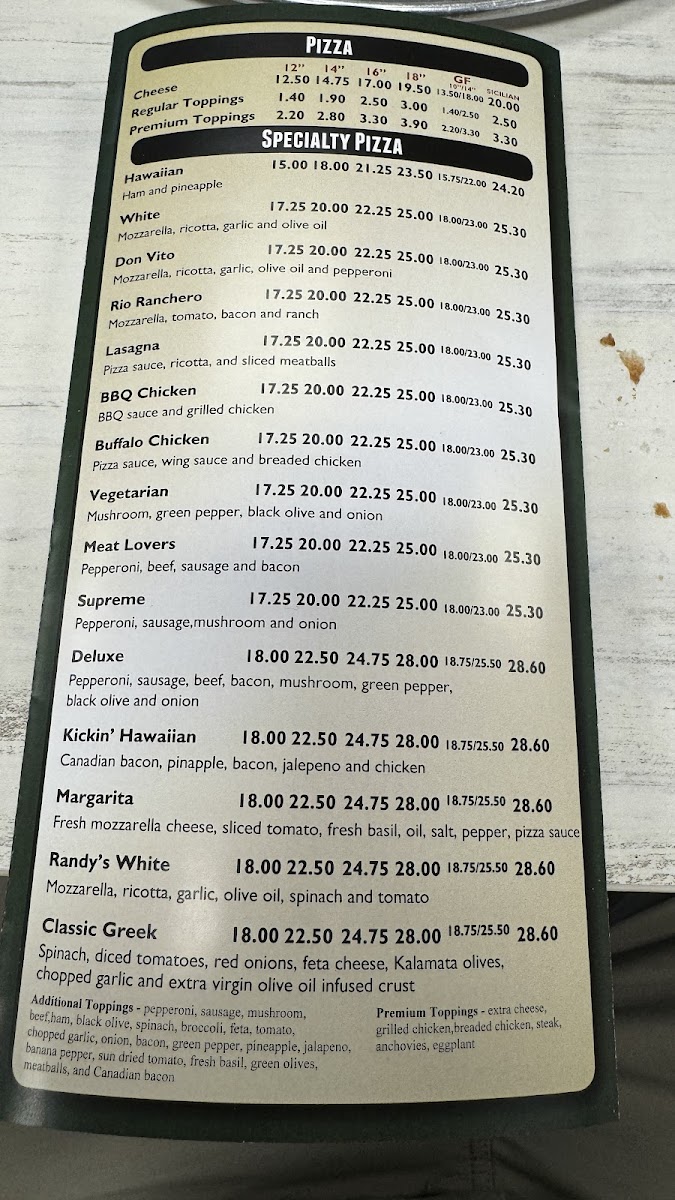 PIZZA
12" 14" 16" 18" GF 10"/14" SICILIAN
Cheese 12.50 14.75 17.00 19.50 13.50/18.00 20.00
Regular Toppings 1.40 1.90 2.50 3.00 1.40/2.50 2.50
Premium Toppings 2.20 2.80 3.30 3.90 2.20/3.30 3.30
SPECIALTY PIZZA
Hawaiian 15.00 18.00 21.25 23.50 15.75/22.00 24.20
Ham and pineapple
White 17.25 20.00 22.25 25.00 18.00/23.00 25.30
Mozzarella, ricotta, garlic and olive oil
Don Vito 17.25 20.00 22.25 25.00 18.00/23.00 25.30
Mozzarella, ricotta, garlic, olive oil and pepperoni
Rio Ranchero 17.25 20.00 22.25 25.00 18.00/23.00 25.30
Mozzarella, tomato, bacon and ranch
Lasagna 17.25 20.00 22.25 25.00 18.00/23.00 25.30
Pizza sauce, ricotta, and sliced meatballs
BBQ Chicken 17.25 20.00 22.25 25.00 18.00/23.00 25.30
BBQ sauce and grilled chicken
Buffalo Chicken 17.25 20.00 22.25 25.00 18.00/23.00 25.30
Pizza sauce, wing sauce and breaded chicken
Vegetarian 17.25 20.00 22.25 25.00 18.00/23.00 25.30
Mushroom, green pepper, black olive and onion
Meat Lovers 17.25 20.00 22.25 25.00 18.00/23.00 25.30
Pepperoni, beef, sausage and bacon
Supreme 17.25 20.00 22.25 25.00 18.00/23.00 25.30
Pepperoni, sausage,mushroom and onion
Deluxe 18.00 22.50 24.75 28.00 18.75/25.50 28.60
Pepperoni, sausage, beef, bacon, mushroom, green pepper,
black olive and onion
Kickin' Hawaiian 18.00 22.50 24.75 28.00 18.75/25.50 28.60
Canadian bacon, pinapple, bacon, jalepeno and chicken
Margarita 18.00 22.50 24.75 28.00 18.75/25.50 28.60
Fresh mozzarella cheese, sliced tomato, fresh basil, oil, salt, pepper, pizza sauce
Randy's White 18.00 22.50 24.75 28.00 18.75/25.50 28.60
Mozzarella, ricotta, garlic, olive oil, spinach and tomato
Classic Greek 18.00 22.50 24.75 28.00 18.75/25.50 28.60
Spinach, diced tomatoes, red onions, feta cheese, Kalamata olives,
chopped garlic and extra virgin olive oil infused crust
Additional Toppings - pepperoni, sausage, mushroom,
beef,ham, black olive, spinach, broccoli, feta, tomato,
chopped garlic, onion, bacon, green pepper, pineapple, jalapeno,
banana pepper, sun dried tomato, fresh basil, green olives,
meatballs, and Canadian bacon
Premium Toppings - extra cheese,
grilled chicken,breaded chicken, steak,
anchovies, eggplant